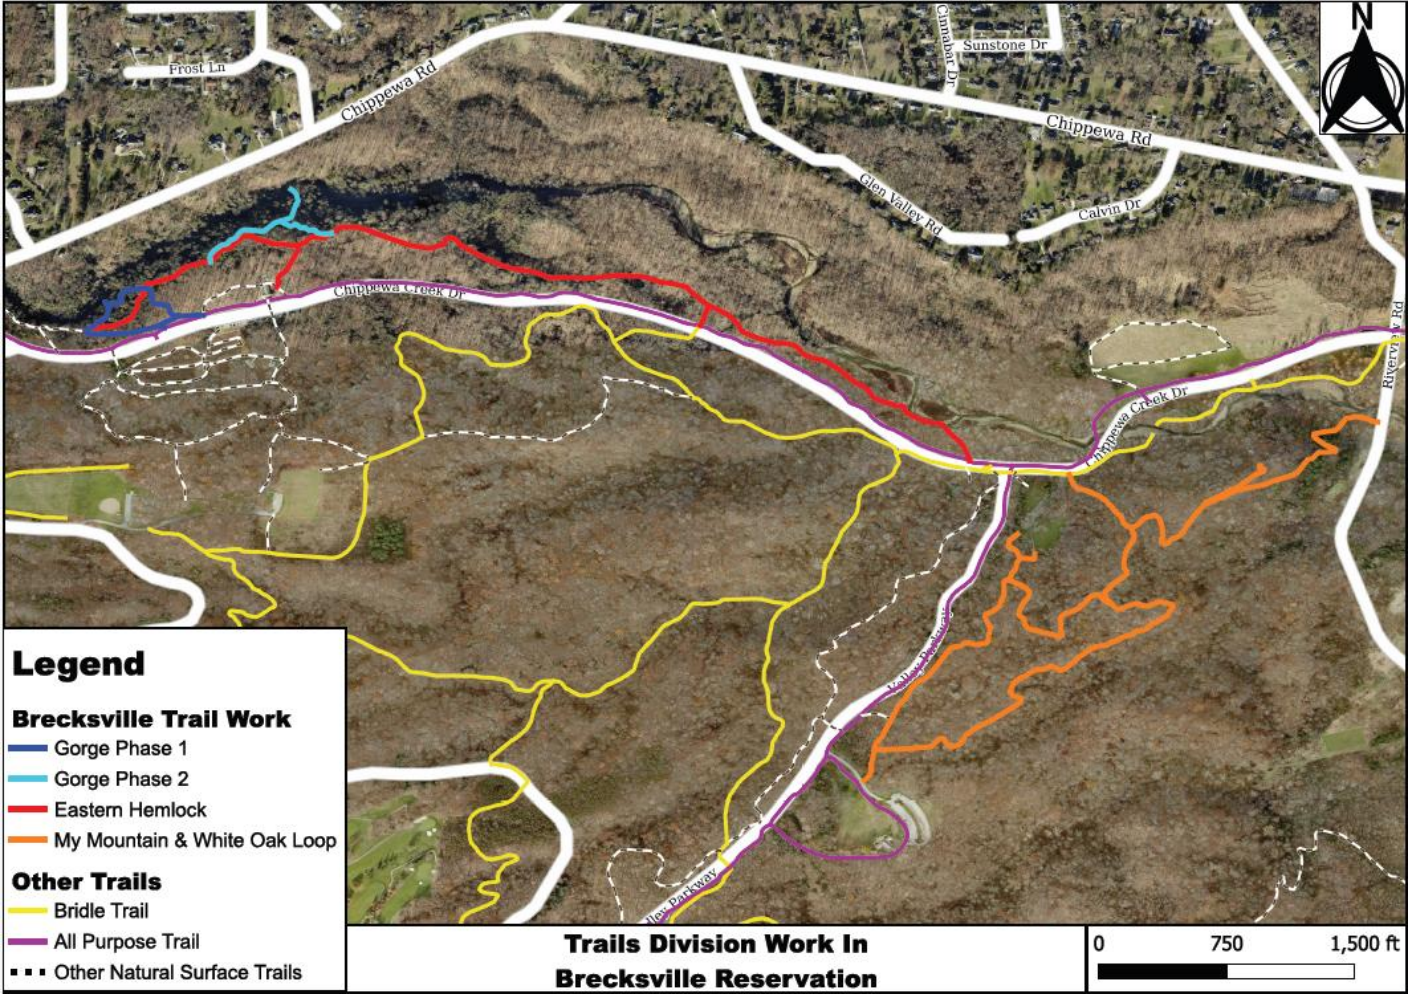 N
Frost Ln
Chippewa Rd
Cinnabar Dr
Sunstone Dr
Chippewa Rd
Glen Valley Rd
Calvin Dr
Chippewa Creek Dr
Riverview Rd
Chippewa Creek Dr
Valley Parkway
lley Parkway
Legend
Brecksville Trail Work
Gorge Phase 1
Gorge Phase 2
Eastern Hemlock
My Mountain & White Oak Loop
Other Trails
Bridle Trail
All Purpose Trail
Other Natural Surface Trails
Trails Division Work In
Brecksville Reservation
0 750 1,500 ft